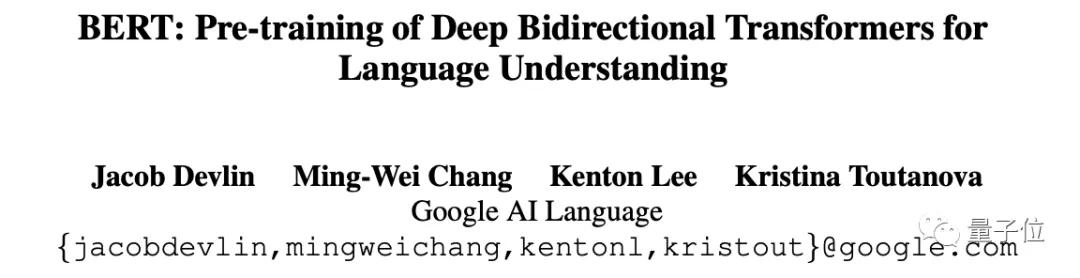 BERT: Pre-training of Deep Bidirectional Transformers for
Language Understanding
Jacob Devlin Ming-Wei Chang Kenton Lee Kristina Toutanova
Google AI Language
{jacobdevlin,mingweichang,kentonl,kristout}@google.com
量子位